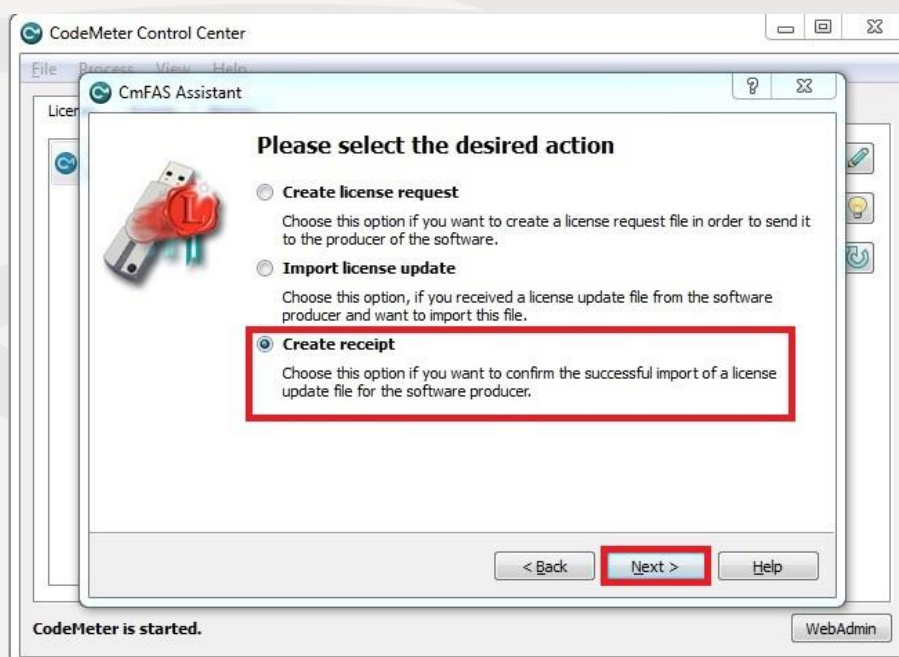 CodeMeter Control Center
File Process View Help
CmFAS Assistant
Please select the desired action
Create license request
Choose this option if you want to create a license request file in order to send it
to the producer of the software.
Import license update
Choose this option, if you received a license update file from the software
producer and want to import this file.
Create receipt
Choose this option if you want to confirm the successful import of a license
update file for the software producer.
< Back Next > Help
CodeMeter is started.
WebAdmin